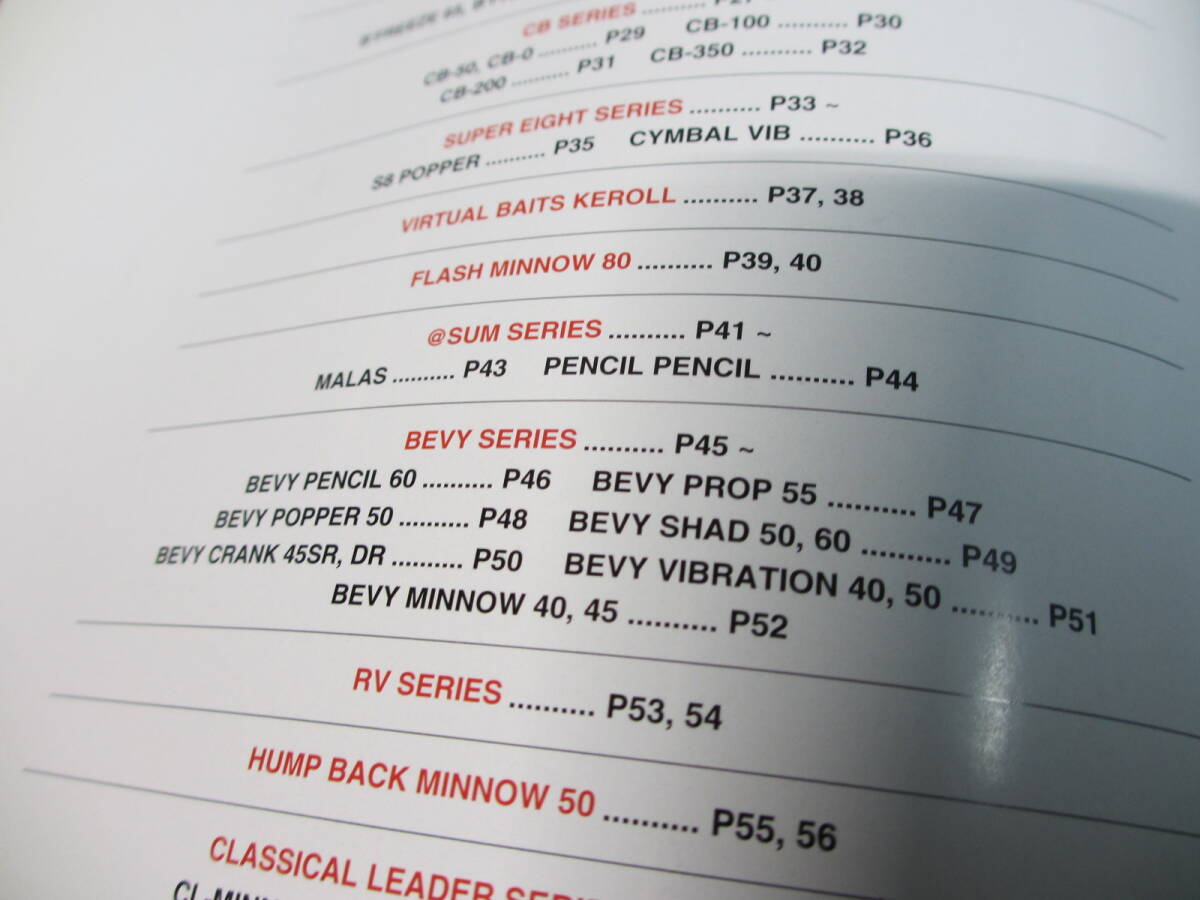 CB SERIES ..........
CB-50, CB-0 .......... P29 CB-100 .......... P30
CB-200 .......... P31 CB-350 .......... P32
SUPER EIGHT SERIES .......... P33 ~
S8 POPPER .......... P35 CYMBAL VIB .......... P36
VIRTUAL BAITS KEROLL .......... P37, 38
FLASH MINNOW 80 .......... P39, 40
@SUM SERIES .......... P41 ~
MALAS .......... P43 PENCIL PENCIL .......... P44
BEVY SERIES .......... P45 ~
BEVY PENCIL 60 .......... P46 BEVY PROP 55 .......... P47
BEVY POPPER 50 .......... P48 BEVY SHAD 50, 60 .......... P49
BEVY CRANK 45SR, DR .......... P50 BEVY VIBRATION 40, 50 .......... P51
BEVY MINNOW 40, 45 .......... P52
RV SERIES .......... P53, 54
HUMP BACK MINNOW 50 .......... P55, 56
CLASSICAL LEADER